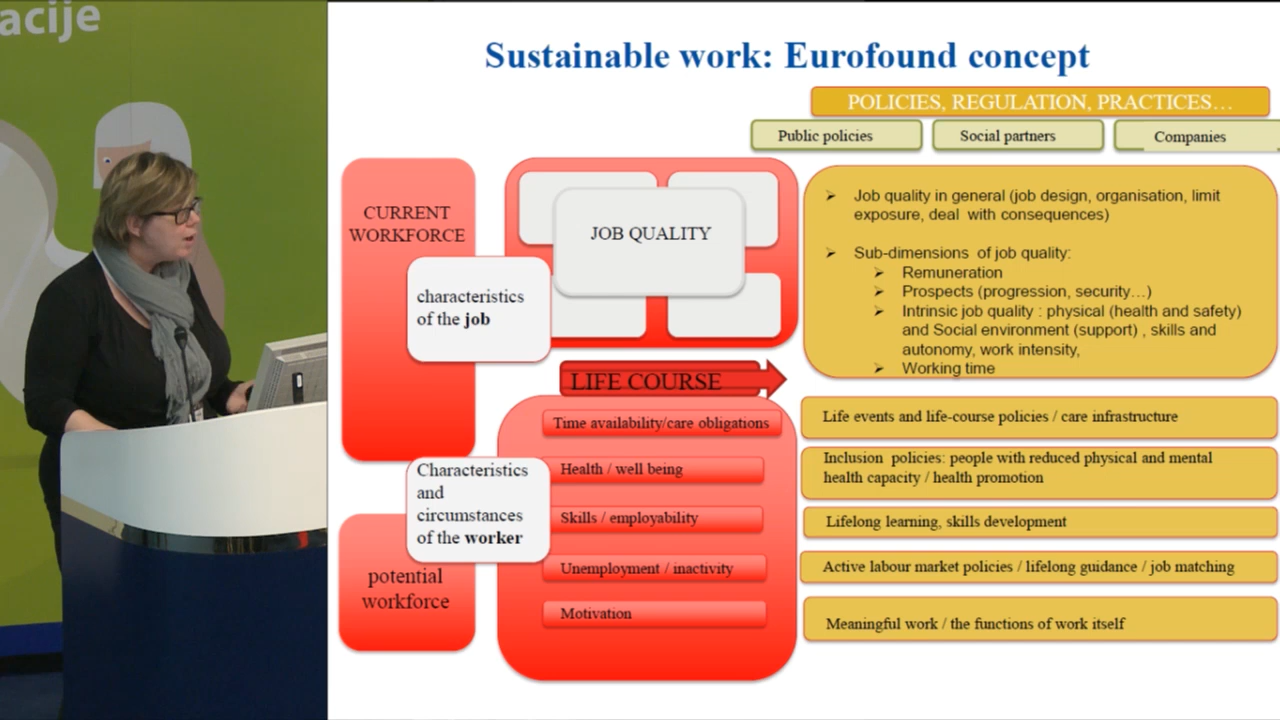 acije
Sustainable work: Eurofound concept
POLICIES, REGULATION, PRACTICES…
Public policies
Social partners
Companies
CURRENT
WORKFORCE
JOB QUALITY
characteristics
of the job
➢ Job quality in general (job design, organisation, limit
exposure, deal with consequences)
➢ Sub-dimensions of job quality:
➢ Remuneration
➢ Prospects (progression, security…)
➢ Intrinsic job quality : physical (health and safety)
and Social environment (support) , skills and
autonomy, work intensity,
➢ Working time
LIFE COURSE
Time availability/care obligations
Life events and life-course policies / care infrastructure
Characteristics
and
circumstances
of the worker
Health / well being
Inclusion policies: people with reduced physical and mental
health capacity / health promotion
Skills / employability
Lifelong learning, skills development
potential
workforce
Unemployment / inactivity
Active labour market policies / lifelong guidance / job matching
Motivation
Meaningful work / the functions of work itself